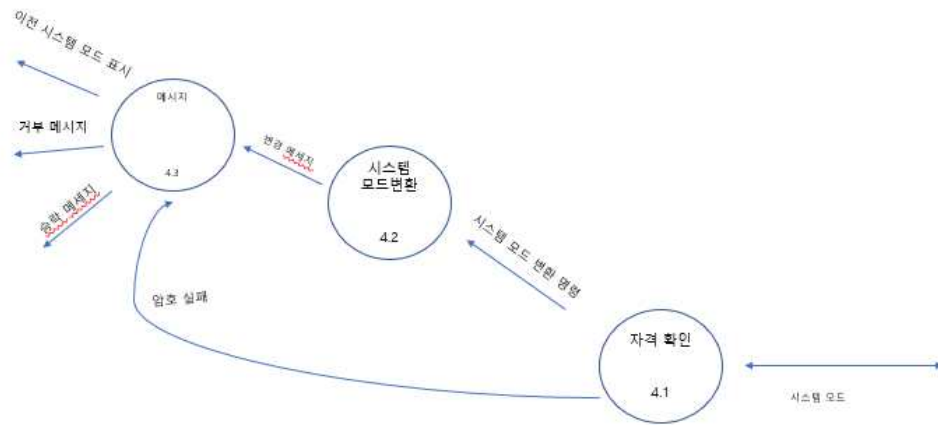 이전 시스템 모드 표시
메시지
거부 메시지
4.3
변경 메세지
승락 메세지
시스템
모드변환
4.2
시스템 모드 변환 명령
암호 실패
자격 확인
4.1
시스템 모드